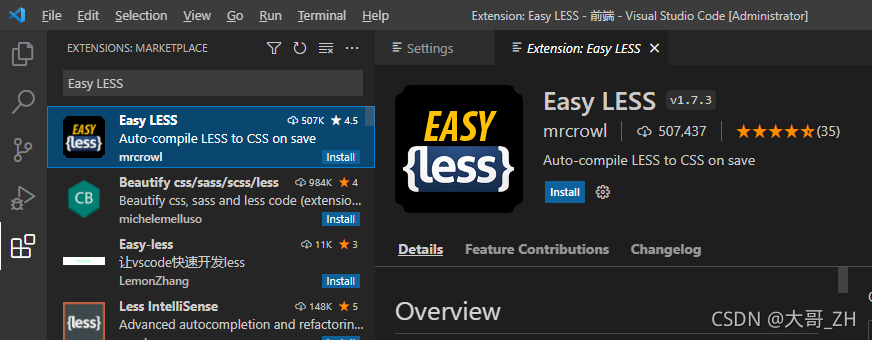 File Edit Selection View Go Run Terminal Help Extension: Easy LESS - 前端 - Visual Studio Code [Administrator]
EXTENSIONS: MARKETPLACE
Settings
Extension: Easy LESS
Easy LESS
Easy LESS 507K 4.5
Auto-compile LESS to CSS on save
mrcrowl Install
CB
Beautify css/sass/scss/less 984K 4
Beautify css, sass and less code (extensio...
michelemelluso Install
Easy-less 11K 3
让vscode快速开发less
LemonZhang Install
{less}
Less IntelliSense 148K 5
Advanced autocompletion and refactorin...
Install
EASY
{less}
EASY
{less}
Easy LESS v1.7.3
mrcrowl 507,437 (35)
Auto-compile LESS to CSS on save
Install
Details Feature Contributions Changelog
Overview
CSDN @大哥_ZH